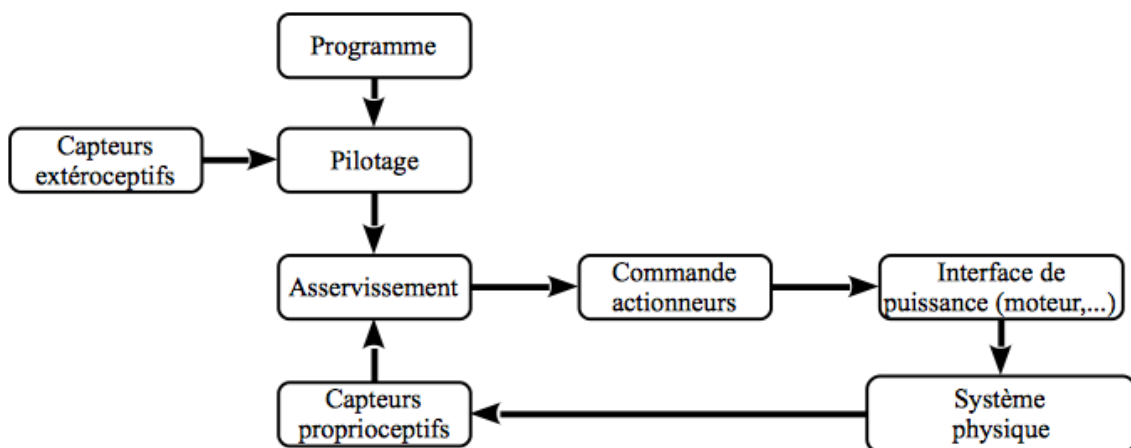 Programme
Capteurs
extéroceptifs
Pilotage
Asservissement
Commande
actionneurs
Interface de
puissance (moteur,...)
Capteurs
proprioceptifs
Système
physique